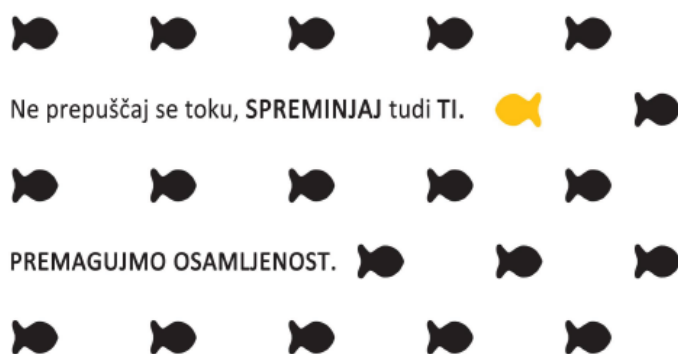 Ne prepuščaj se toku, SPREMINJAJ tudi TI.
PREMAGUJMO OSAMLJENOST.